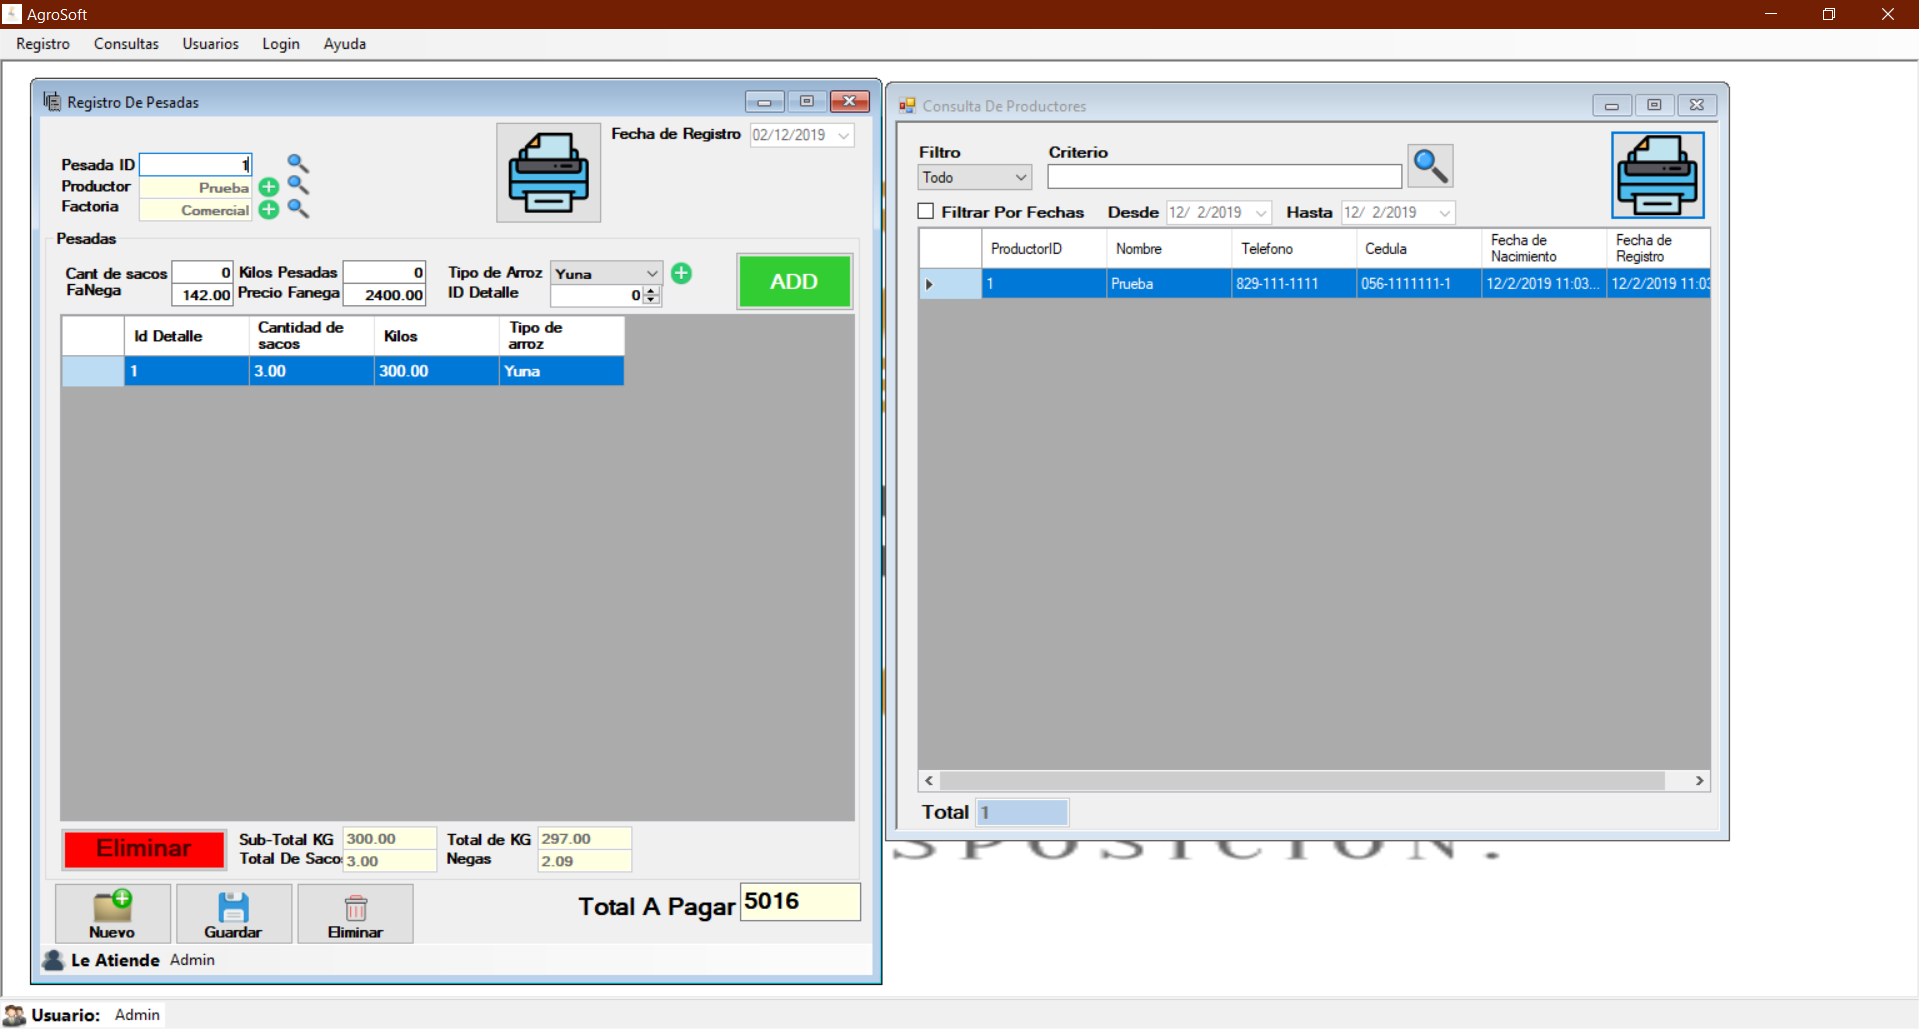 AgroSoft
Registro Consultas Usuarios Login Ayuda
Registro De Pesadas
Fecha de Registro 02/12/2019
Pesada ID 1
Productor Prueba
Factoria Comercial
Pesadas
Cant de sacos 0 Kilos Pesadas 0 Tipo de Arroz Yuna
FaNega 142.00 Precio Fanega 2400.00 ID Detalle 0
ADD
Id Detalle Cantidad de sacos Kilos Tipo de arroz
1 3.00 300.00 Yuna
Eliminar
Sub-Total KG 300.00 Total de KG 297.00
Total De Saco: 3.00 Negas 2.09
Nuevo Guardar Eliminar
Total A Pagar 5016
Le Atiende Admin
Consulta De Productores
Filtro Criterio
Todo
Filtrar Por Fechas Desde 12/ 2/2019 Hasta 12/ 2/2019
ProductorID Nombre Telefono Cedula Fecha de Nacimiento Fecha de Registro
1 Prueba 829-111-1111 056-1111111-1 12/2/2019 11:03... 12/2/2019 11:03
Total 1
SPOSICION.
Usuario: Admin